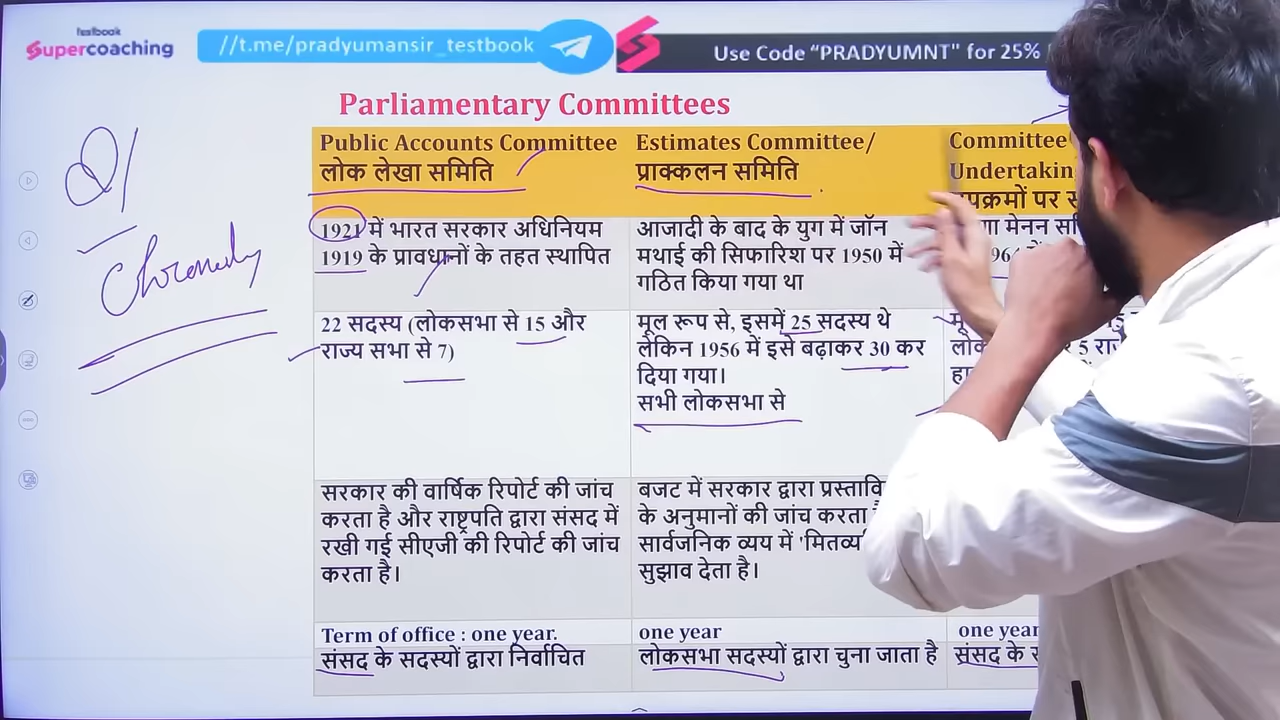 testbook
Supercoaching
//t.me/pradyumansir_testbook
Use Code “PRADYUMNT" for 25%
Parliamentary Committees
Public Accounts Committee
लोक लेखा समिति
Estimates Committee/
प्राक्कलन समिति
Committee
Undertakin
1921 में भारत सरकार अधिनियम
1919 के प्रावधानों के तहत स्थापित
आजादी के बाद के युग में जॉन
मथाई की सिफारिश पर 1950 में
गठित किया गया था
मेनन
22 सदस्य (लोकसभा से 15 और
राज्य सभा से 7)
मूल रूप से, इसमें 25 सदस्य थे
लेकिन 1956 में इसे बढ़ाकर 30 कर
दिया गया।
सभी लोकसभा से
सरकार की वार्षिक रिपोर्ट की जांच
करता है और राष्ट्रपति द्वारा संसद में
रखी गई सीएजी की रिपोर्ट की जांच
करता है।
बजट में सरकार द्वारा प्रस्तावि
के अनुमानों की जांच करता
सार्वजनिक व्यय में 'मितव्य
सुझाव देता है।
Term of office : one year.
one year
one year
संसद के सदस्यों द्वारा निर्वाचित
लोकसभा सदस्यों द्वारा चुना जाता है
संसद के स